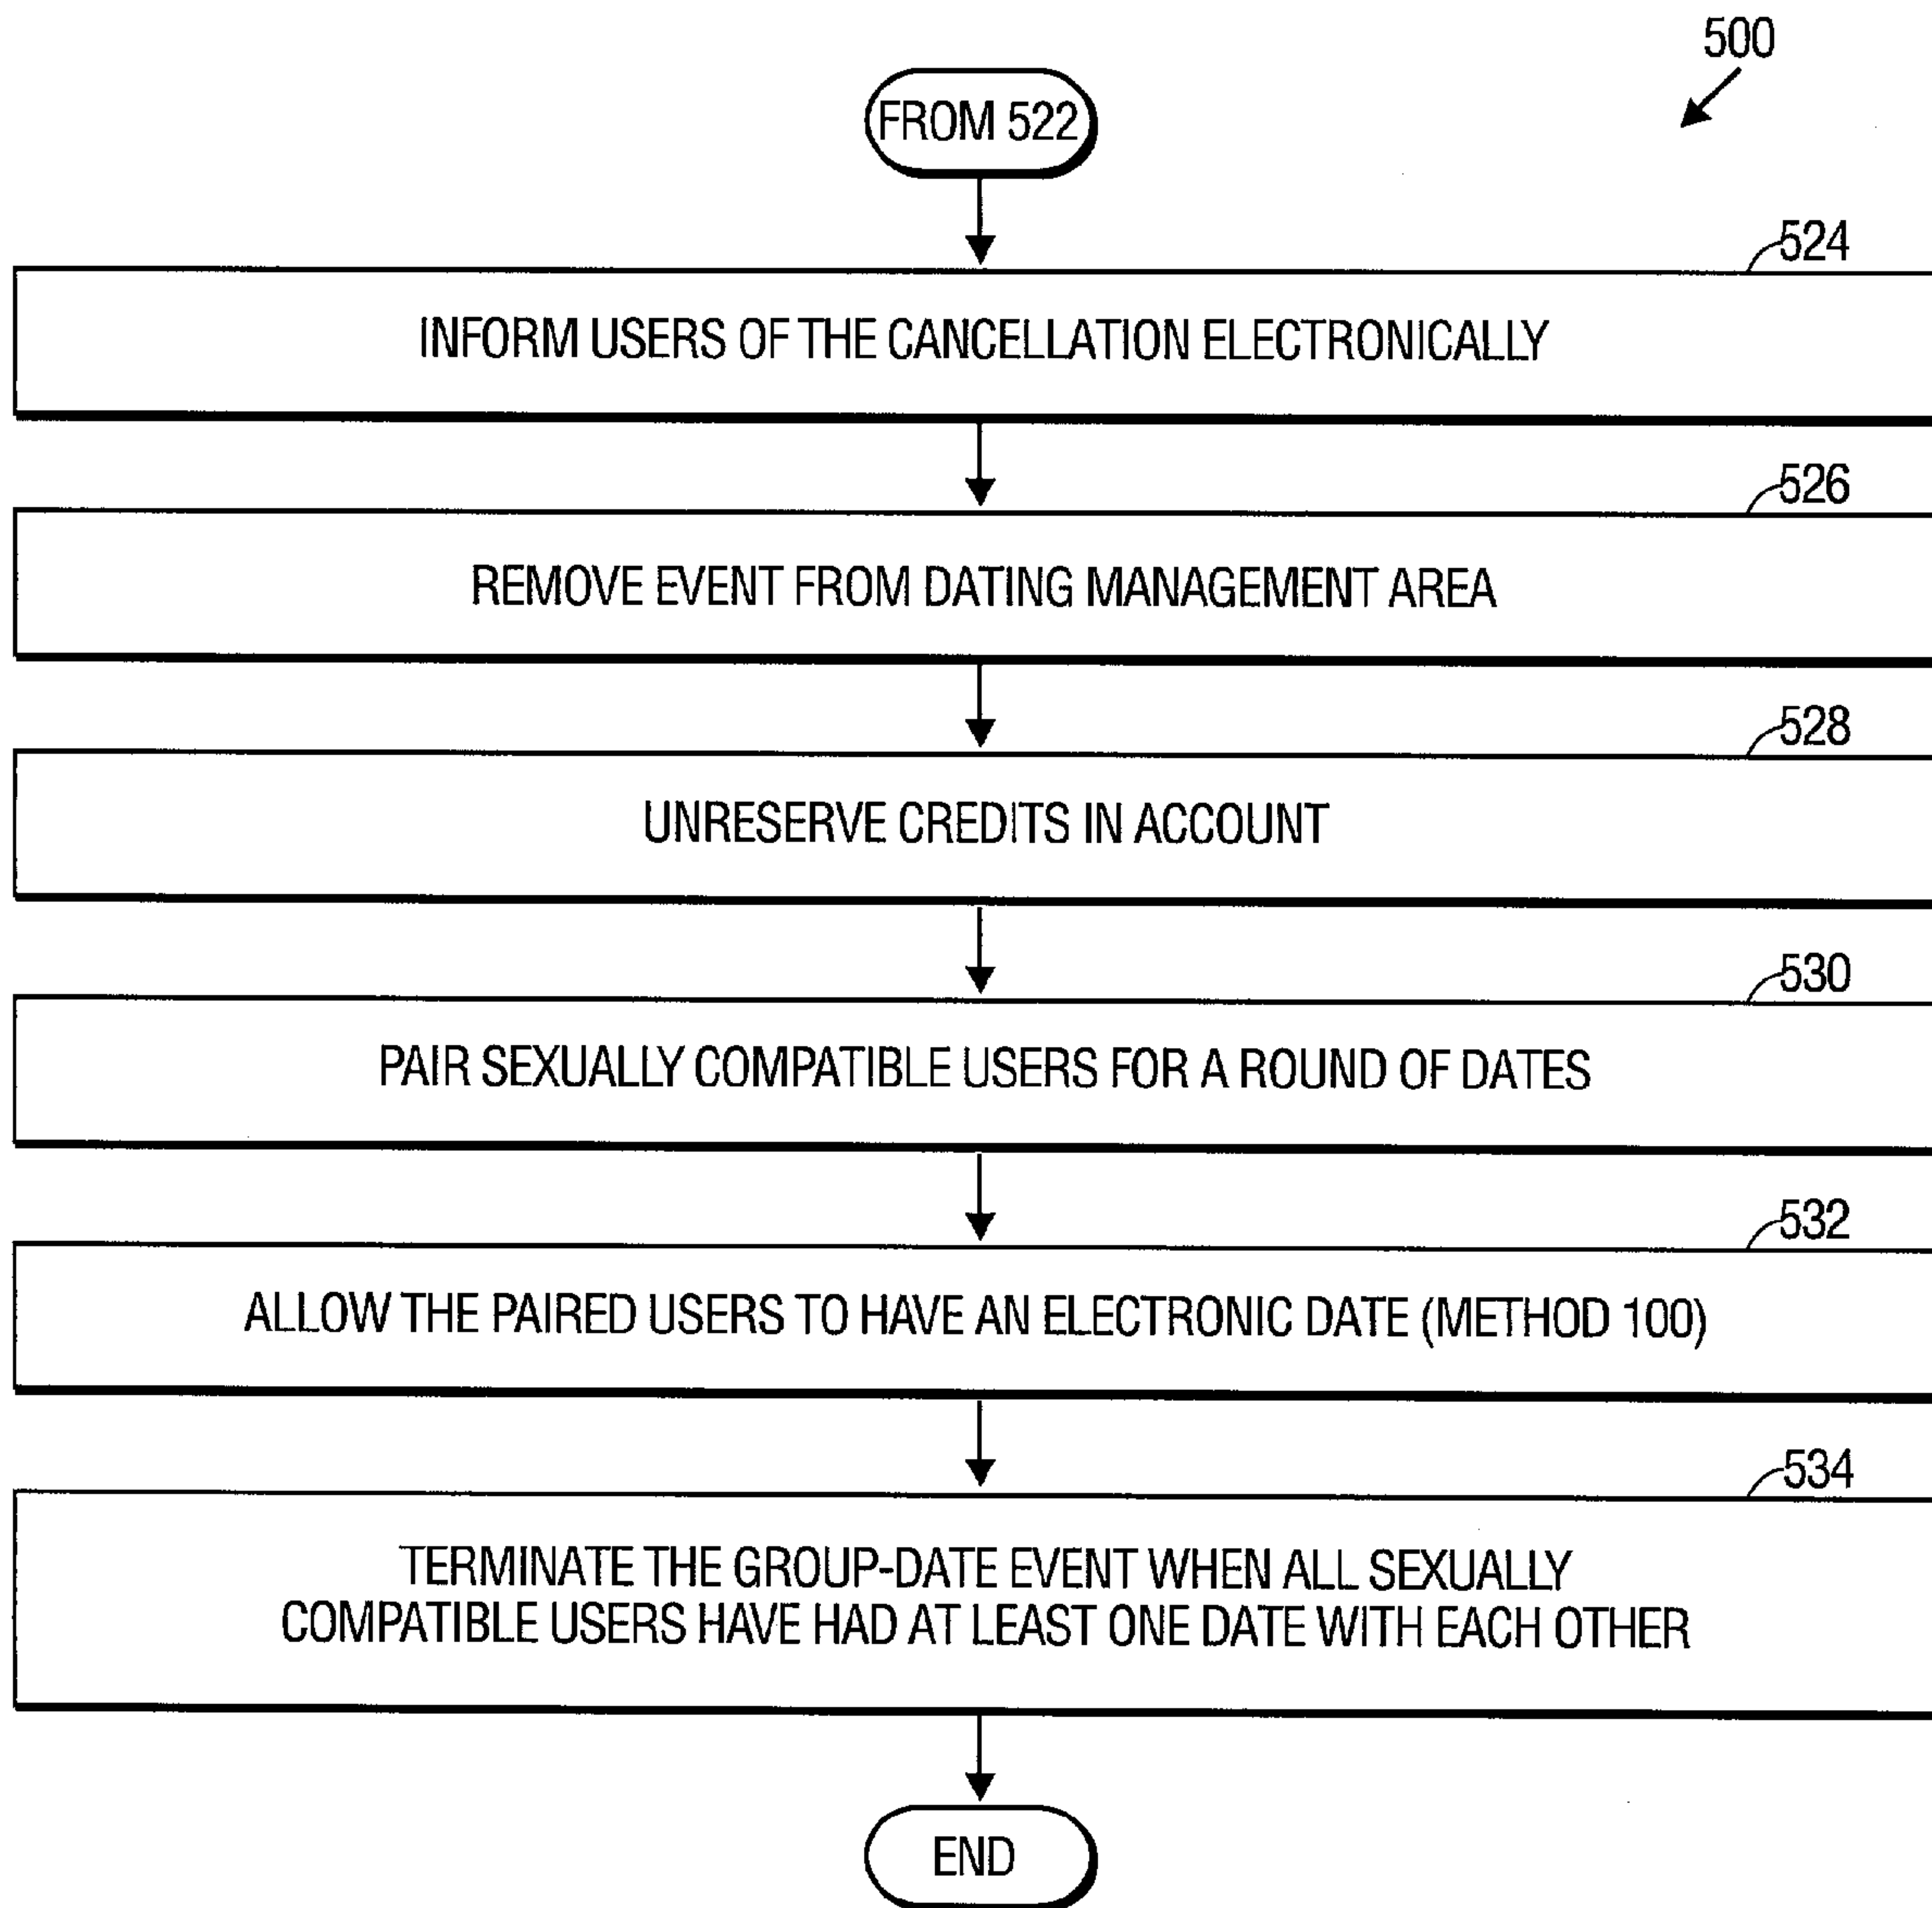 500
FROM 522
524
INFORM USERS OF THE CANCELLATION ELECTRONICALLY
526
REMOVE EVENT FROM DATING MANAGEMENT AREA
528
UNRESERVE CREDITS IN ACCOUNT
530
PAIR SEXUALLY COMPATIBLE USERS FOR A ROUND OF DATES
532
ALLOW THE PAIRED USERS TO HAVE AN ELECTRONIC DATE (METHOD 100)
534
TERMINATE THE GROUP-DATE EVENT WHEN ALL SEXUALLY
COMPATIBLE USERS HAVE HAD AT LEAST ONE DATE WITH EACH OTHER
END